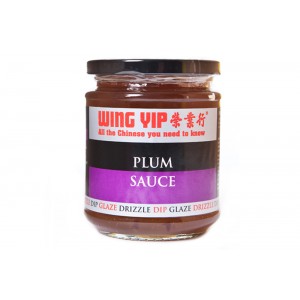 WING YIP 榮業行
All the Chinese you need to know
PLUM
SAUCE
DIP GLAZE DRIZZLE DIP GLAZE DRIZZLE